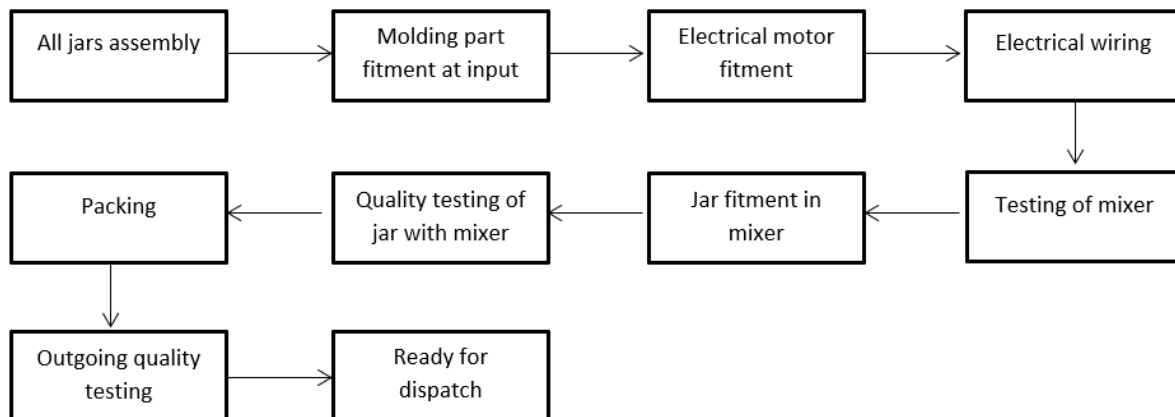 All jars assembly
Molding part
fitment at input
Electrical motor
fitment
Electrical wiring
Testing of mixer
Jar fitment in
mixer
Quality testing of
jar with mixer
Packing
Outgoing quality
testing
Ready for
dispatch